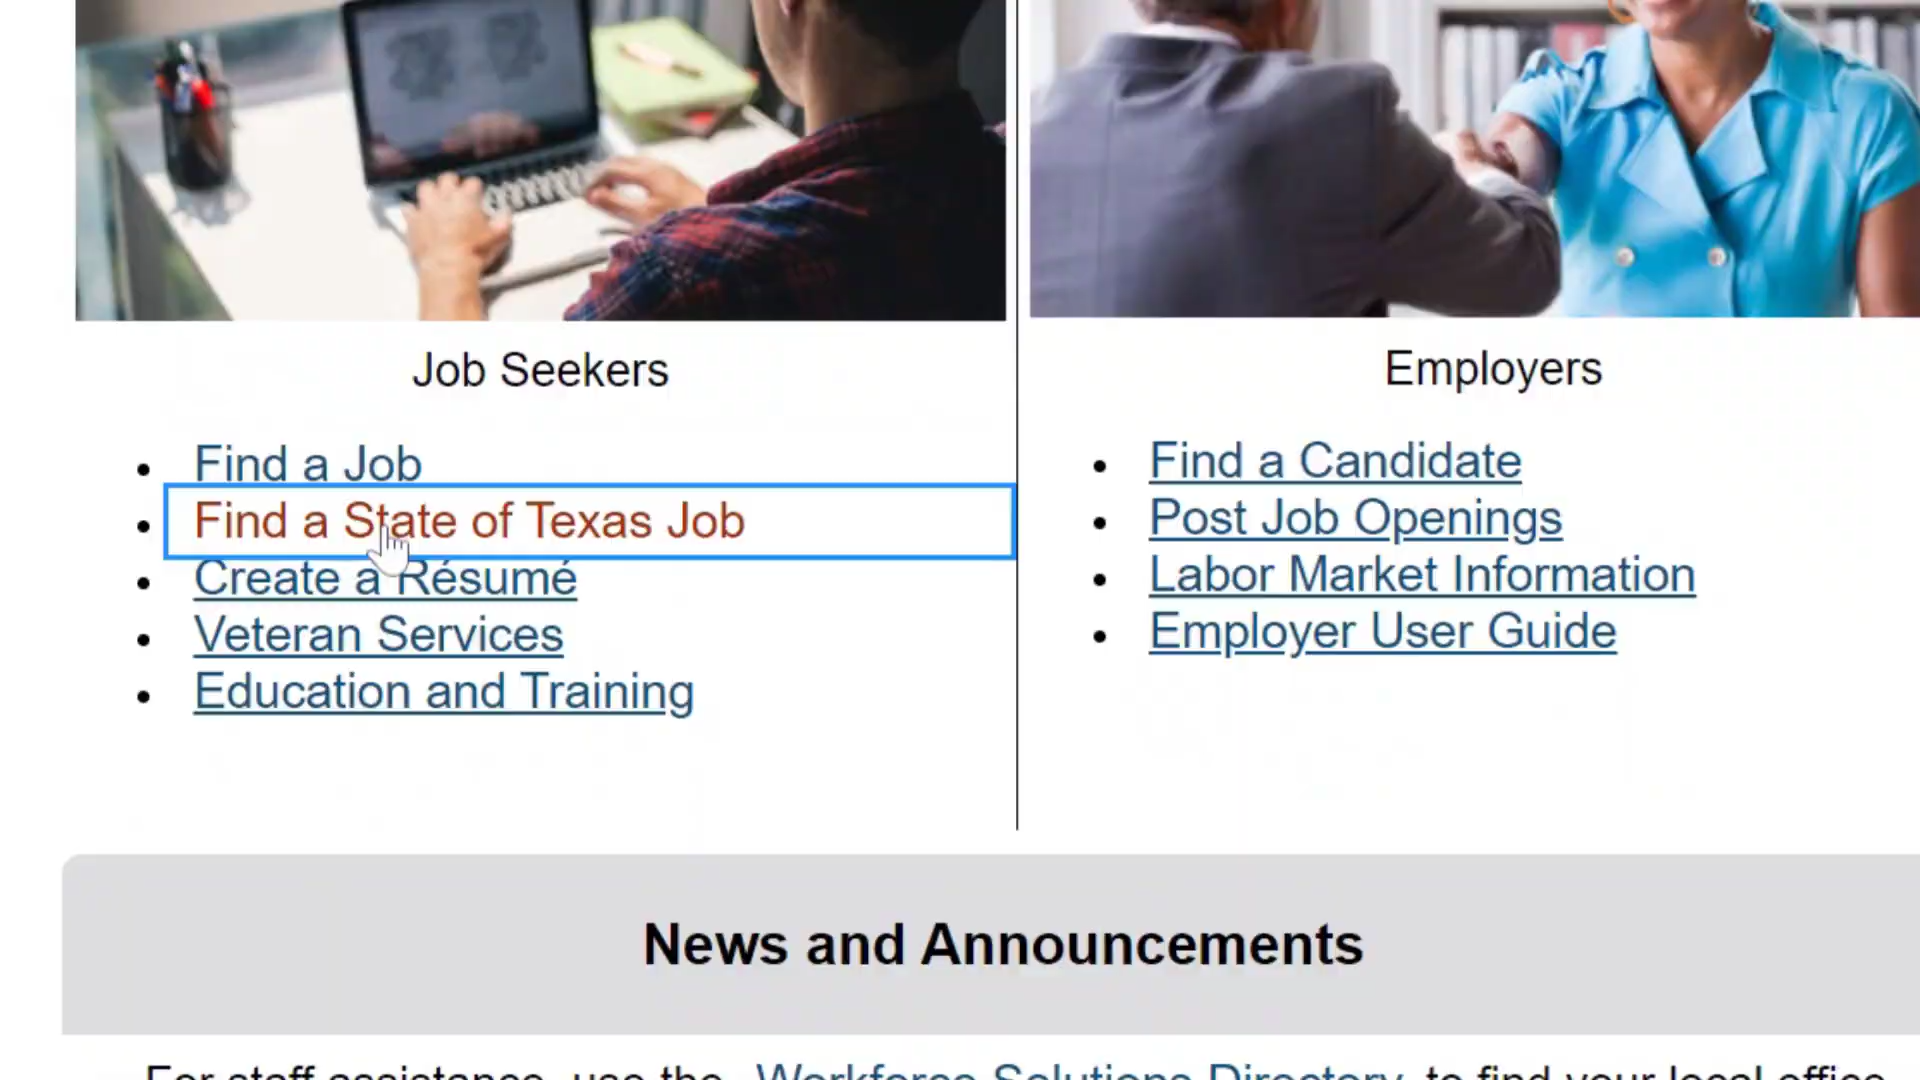 Job Seekers
Find a Job
Find a State of Texas Job
Create a Résumé
Veteran Services
Education and Training
Employers
Find a Candidate
Post Job Openings
Labor Market Information
Employer User Guide
News and Announcements
For staff assistance, use the Workforce Solutions Directory to find your local office